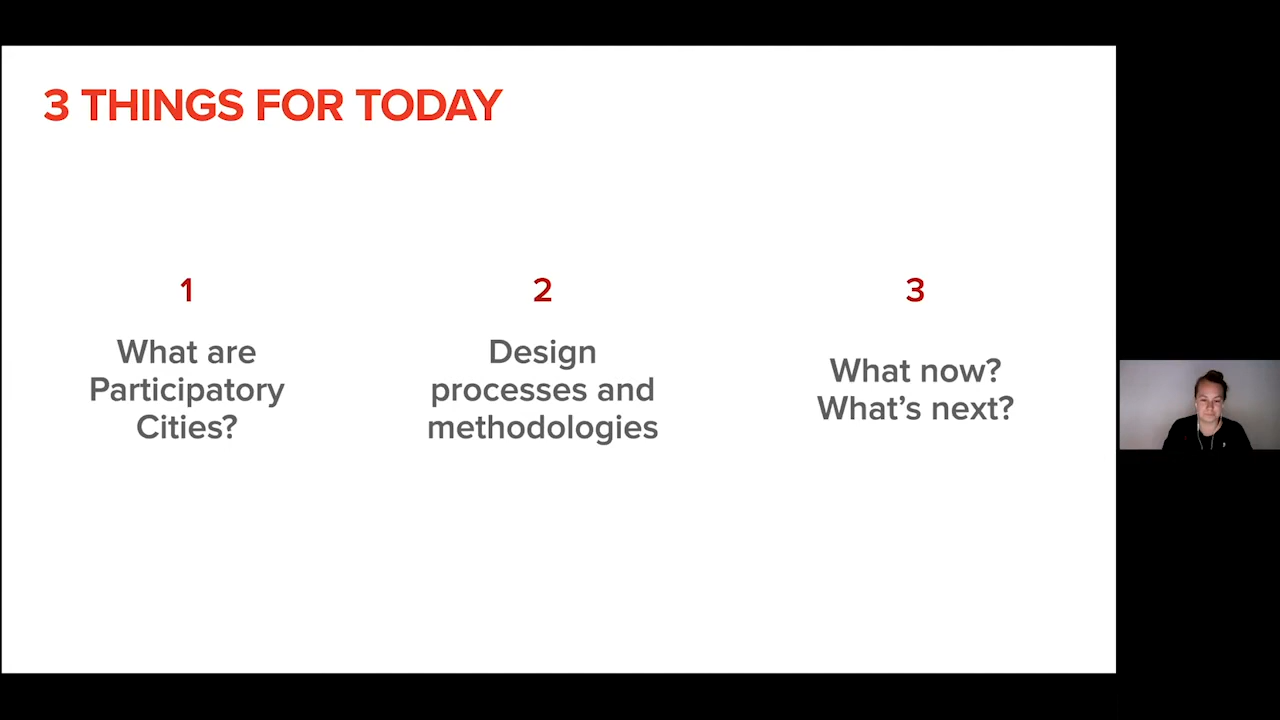 3 THINGS FOR TODAY
1
What are
Participatory
Cities?
2
Design
processes and
methodologies
3
What now?
What’s next?